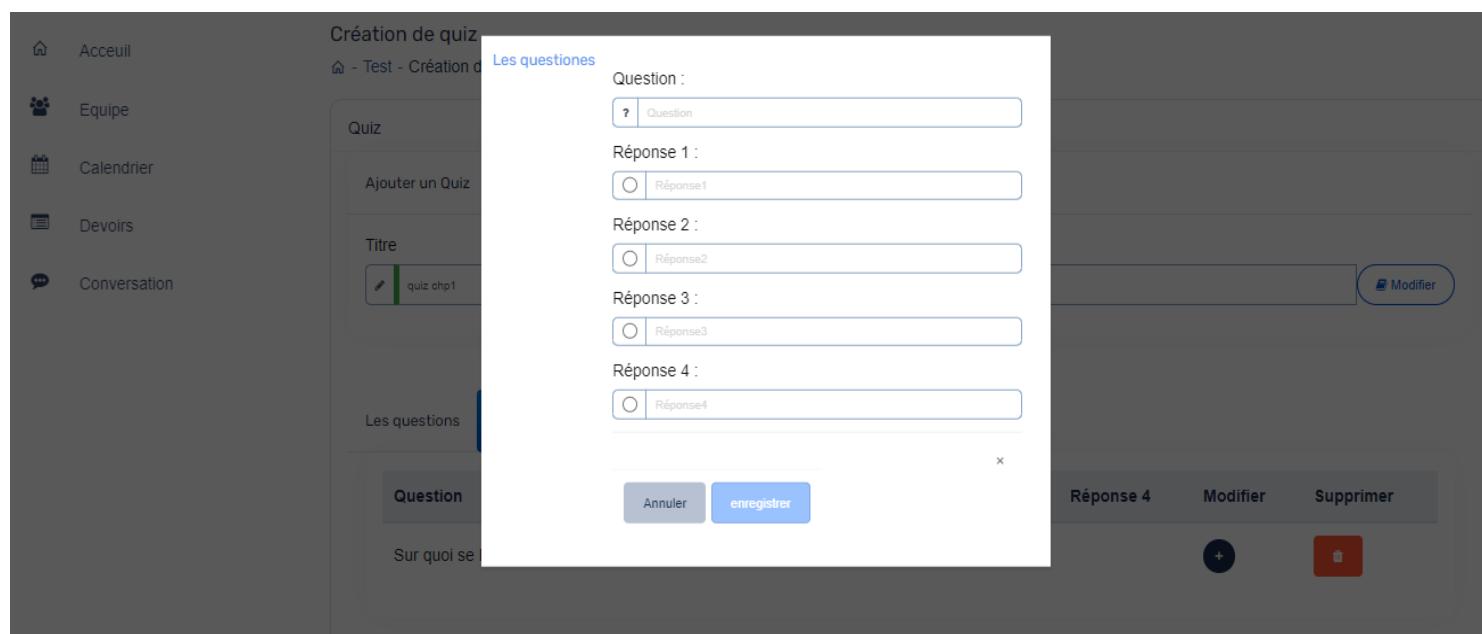 Acceuil
Equipe
Calendrier
Devoirs
Conversation
Création de quiz
- Test - Création d
Quiz
Ajouter un Quiz
Titre
quiz chp1
Modifier
Les questions
Question
Réponse 4
Modifier
Supprimer
Sur quoi se
Les questiones
Question :
? Question
Réponse 1 :
Réponse1
Réponse 2 :
Réponse2
Réponse 3 :
Réponse3
Réponse 4 :
Réponse4
×
Annuler
enregistrer